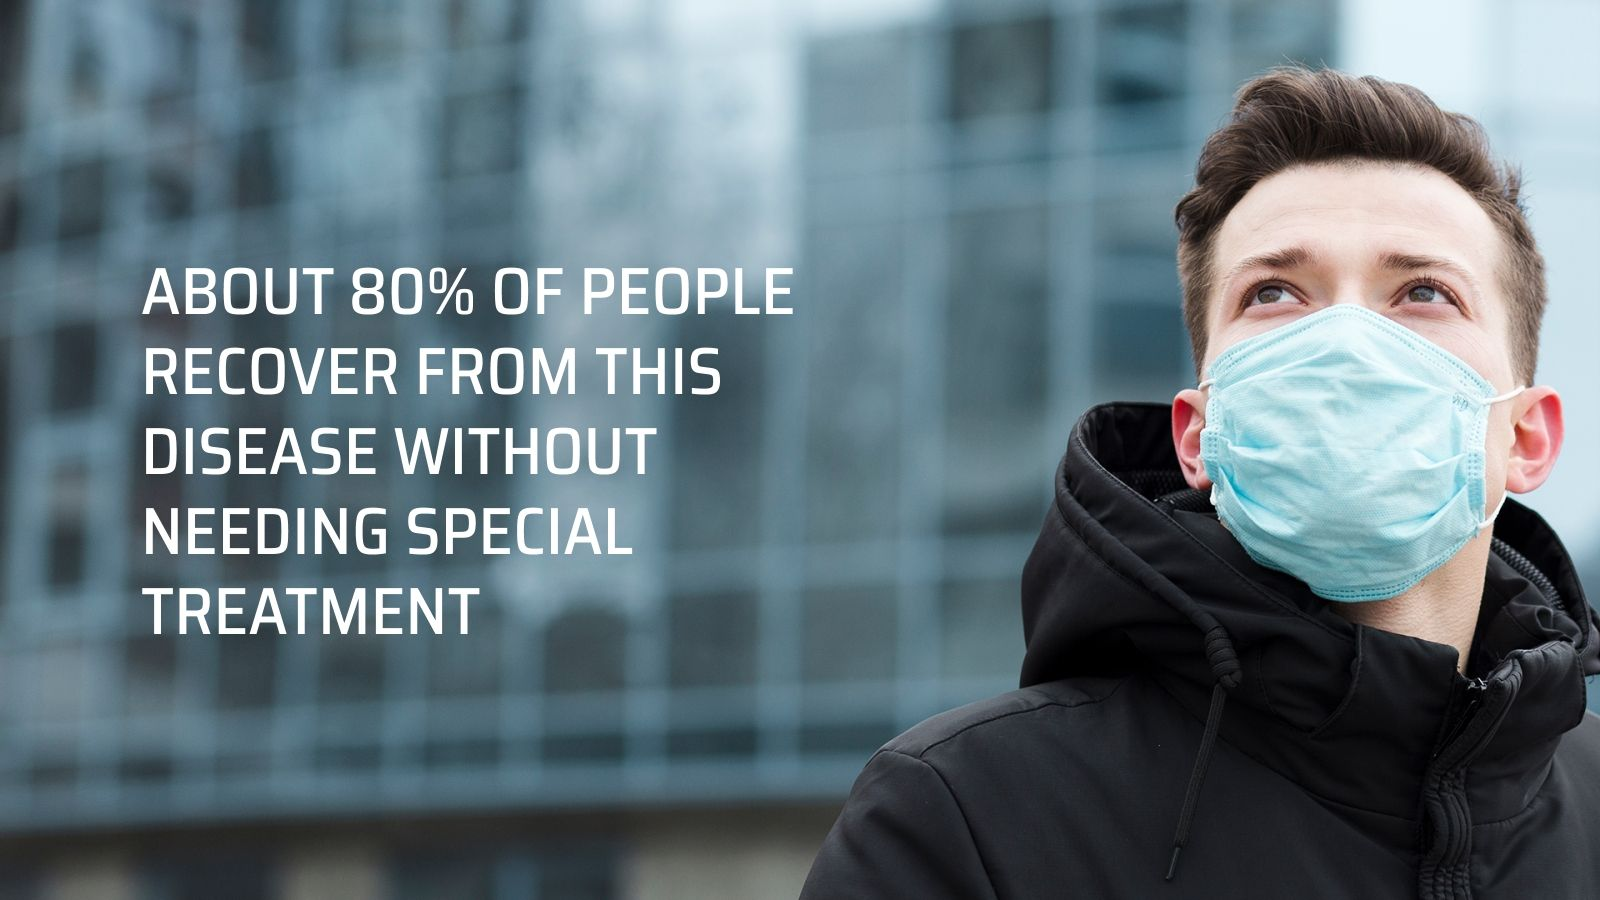 ABOUT 80% OF PEOPLE
RECOVER FROM THIS
DISEASE WITHOUT
NEEDING SPECIAL
TREATMENT